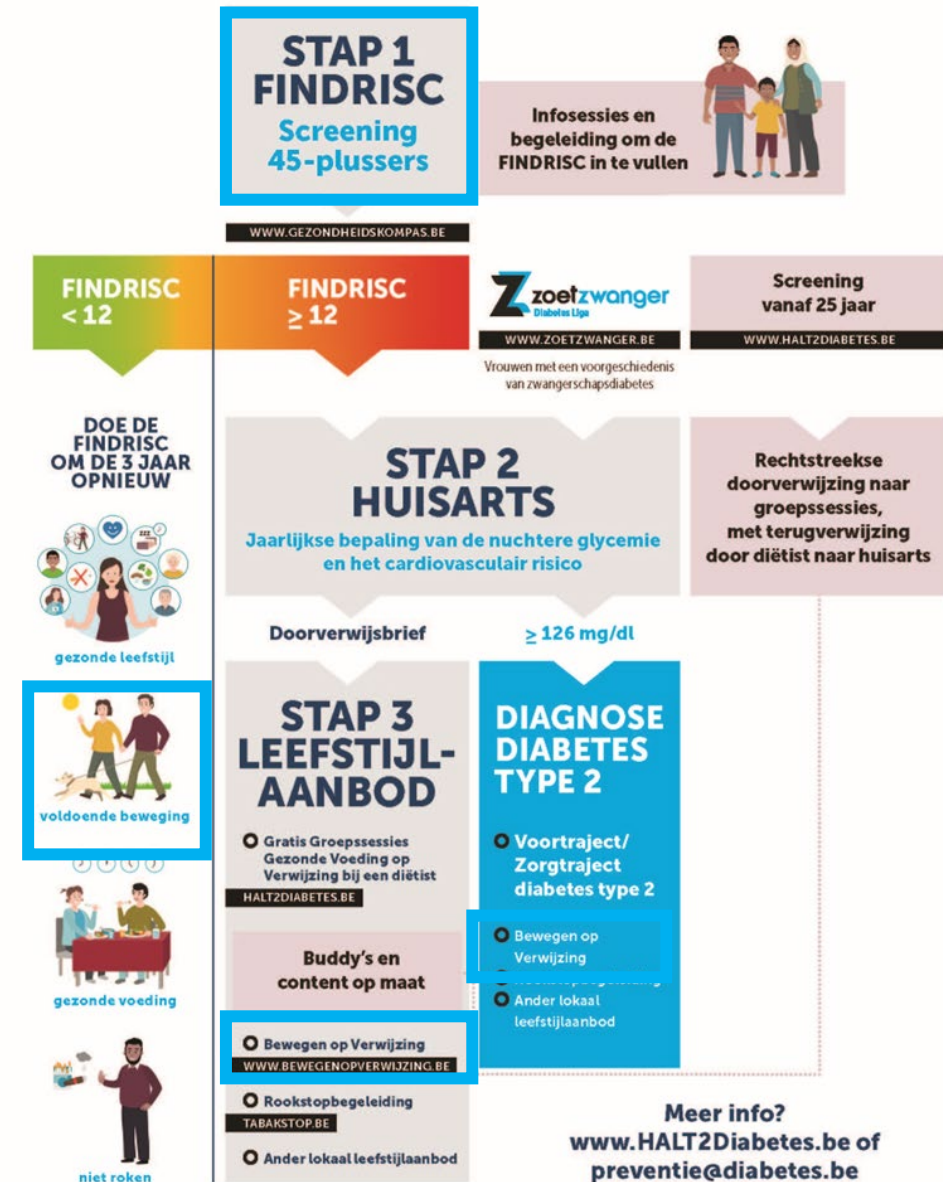 STAP 1
FINDRISC
Screening
45-plussers
Infosessies en
begeleiding om de
FINDRISC in te vullen
WWW.GEZONDHEIDSKOMPAS.BE
FINDRISC
< 12
FINDRISC
≥ 12
zoetzwanger
Diabetes Liga
WWW.ZOETZWANGER.BE
Vrouwen met een voorgeschiedenis
van zwangerschapsdiabetes
Screening
vanaf 25 jaar
WWW.HALT2DIABETES.BE
DOE DE
FINDRISC
OM DE 3 JAAR
OPNIEUW
gezonde leefstijl
voldoende beweging
gezonde voeding
niet roken
STAP 2
HUISARTS
Jaarlijkse bepaling van de nuchtere glycemie
en het cardiovasculair risico
Rechtstreekse
doorverwijzing naar
groepssessies,
met terugverwijzing
door diëtist naar huisarts
Doorverwijsbrief
≥ 126 mg/dl
STAP 3
LEEFSTIJL-
AANBOD
Gratis Groepssessies
Gezonde Voeding op
Verwijzing bij een diëtist
HALT2DIABETES.BE
Buddy's en
content op maat
Bewegen op Verwijzing
WWW.BEWEGENOPVERWIJZING.BE
Rookstopbegeleiding
TABAKSTOP.BE
Ander lokaal leefstijlaanbod
DIAGNOSE
DIABETES
TYPE 2
Voortraject/
Zorgtraject
diabetes type 2
Bewegen op
Verwijzing
Ander lokaal
leefstijlaanbod
Meer info?
www.HALT2Diabetes.be of
preventie@diabetes.be